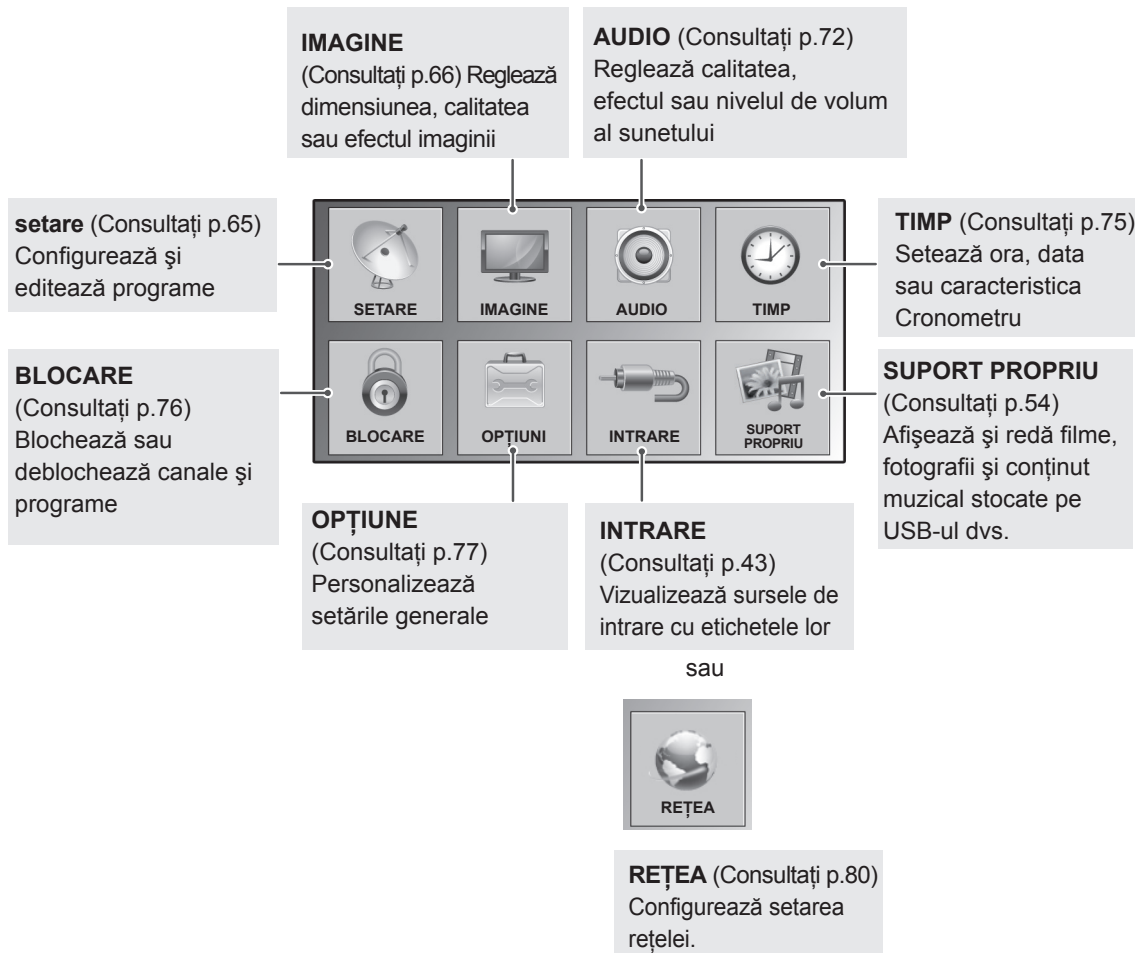 IMAGINE
(Consultați p.66) Reglează
dimensiunea, calitatea
sau efectul imaginii
AUDIO (Consultați p.72)
Reglează calitatea,
efectul sau nivelul de volum
al sunetului
setare (Consultați p.65)
Configurează şi
editează programe
SETARE
IMAGINE
AUDIO
TIMP
TIMP (Consultați p.75)
Setează ora, data
sau caracteristica
Cronometru
BLOCARE
(Consultați p.76)
Blochează sau
deblochează canale şi
programe
BLOCARE
OPȚIUNI
INTRARE
SUPORT
PROPRIU
SUPORT PROPRIU
(Consultați p.54)
Afişează şi redă filme,
fotografii şi conținut
muzical stocate pe
USB-ul dvs.
OPȚIUNE
(Consultați p.77)
Personalizează
setările generale
INTRARE
(Consultați p.43)
Vizualizează sursele de
intrare cu etichetele lor
sau
REȚEA
REȚEA (Consultați p.80)
Configurează setarea
rețelei.